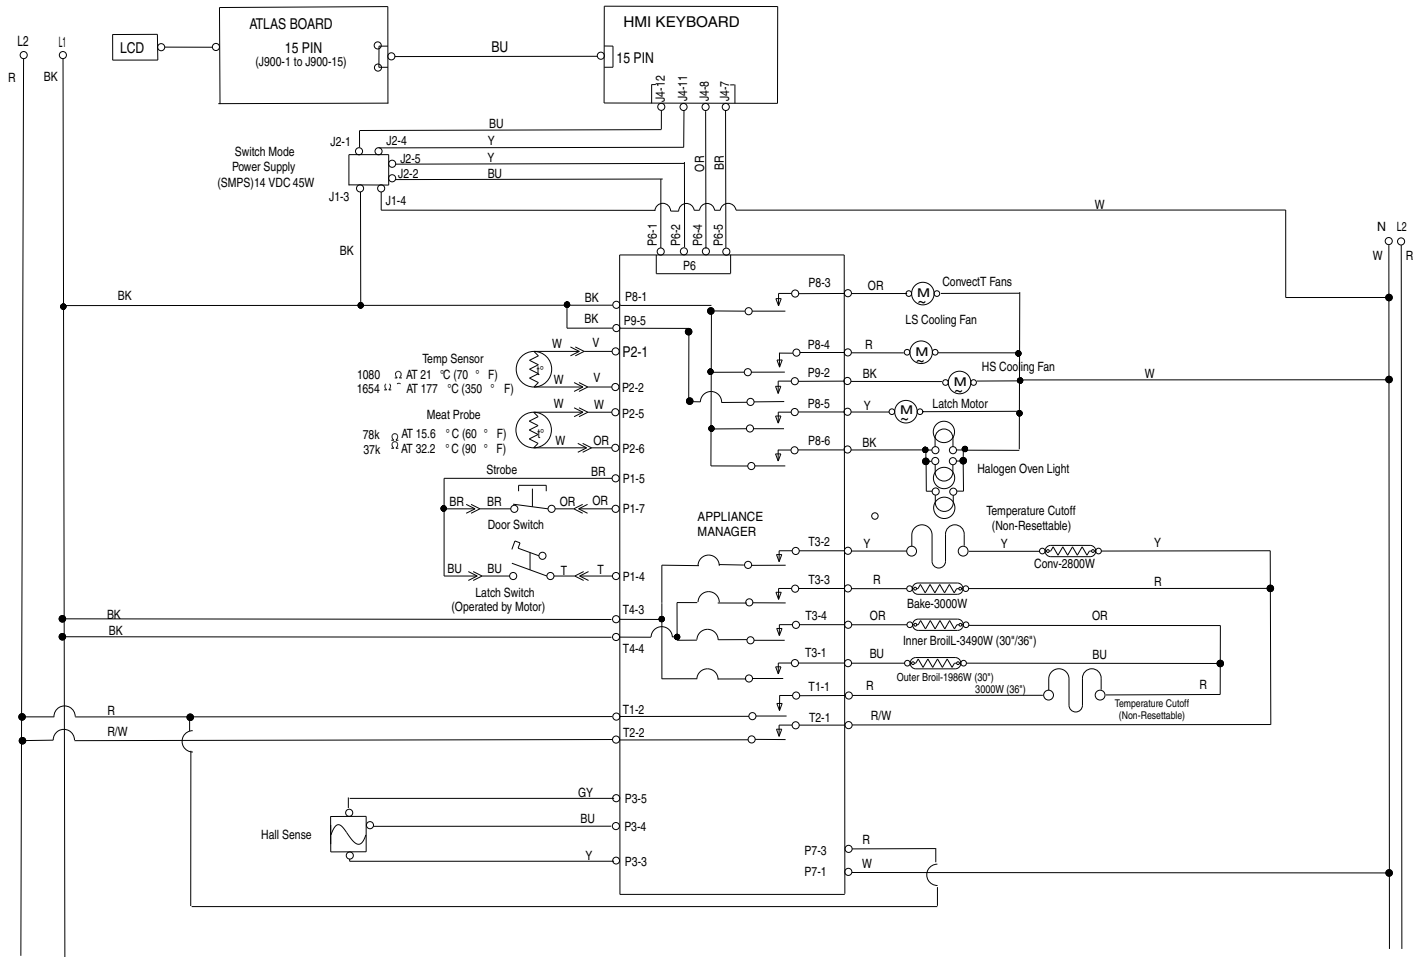 ATLAS BOARD
15 PIN
(J900-1 to J900-15)
LCD
BU
HMI KEYBOARD
15 PIN
J4-12
J4-11
J4-8
J4-7
L2
L1
R
BK
BU
J2-1
J2-4
Y
Switch Mode
Power Supply
(SMPS)14 VDC 45W
J2-5
Y
J2-2
BU
OR
BR
J1-3
J1-4
W
BK
P6-1
P6-2
P6-4
P6-5
P6
N
L2
W
R
BK
BK
P8-1
BK
P9-5
P8-3
OR
M
~
ConvectT Fans
LS Cooling Fan
Temp Sensor
1080 Ω AT 21 °C (70 ° F)
1654 Ω AT 177 °C (350 ° F)
t°
W
V
P2-1
W
V
P2-2
P8-4
R
M
~
HS Cooling Fan
P9-2
BK
M
~
W
Meat Probe
78k Ω AT 15.6 °C (60 ° F)
37k Ω AT 32.2 °C (90 ° F)
t°
W
W
P2-5
W
OR
P2-6
P8-5
Y
M
~
Latch Motor
P8-6
BK
Halogen Oven Light
Strobe
BR
P1-5
BR
BR
OR
OR
P1-7
Door Switch
APPLIANCE
MANAGER
Temperature Cutoff
(Non-Resettable)
T3-2
Y
Y
Y
Conv-2800W
BU
BU
T
T
P1-4
Latch Switch
(Operated by Motor)
T3-3
R
R
Bake-3000W
BK
T4-3
BK
T4-4
T3-4
OR
OR
Inner BroilL-3490W (30"/36")
T3-1
BU
BU
Outer Broil-1986W (30")
3000W (36")
T1-1
R
R
Temperature Cutoff
(Non-Resettable)
R
T1-2
R/W
T2-2
T2-1
R/W
GY
P3-5
Hall Sense
BU
P3-4
Y
P3-3
P7-3
R
P7-1
W